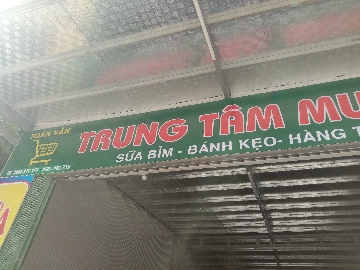 TOÀN VÂN
TRUNG TÂM MU
SỮA BỈM - BÁNH KẸO- HÀNG